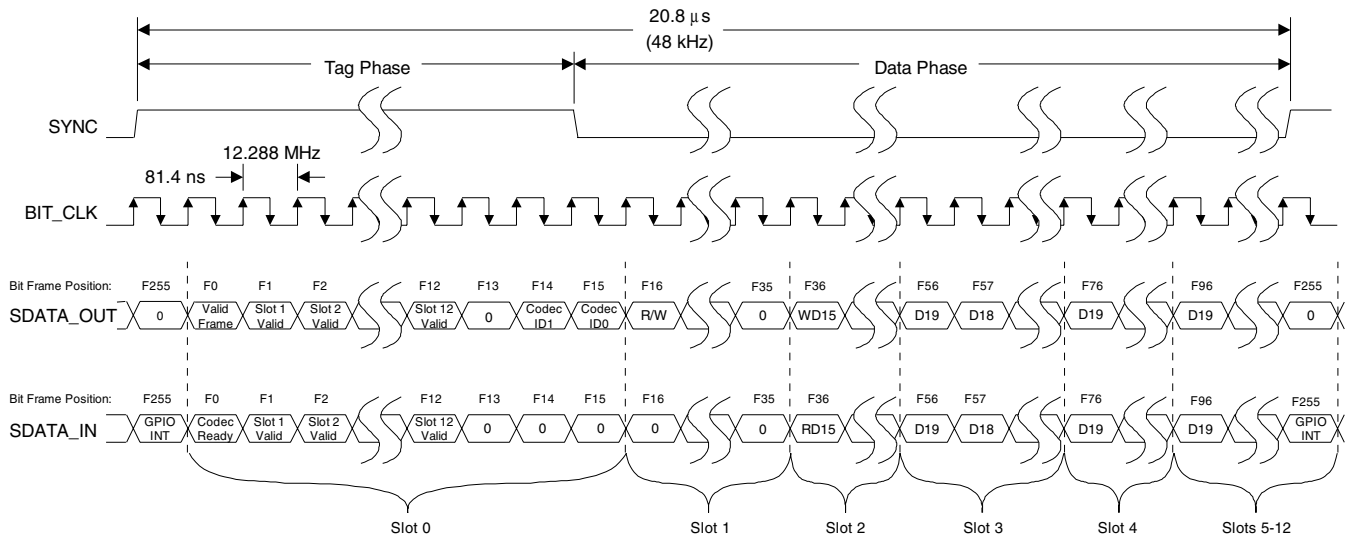 20.8 μs
(48 kHz)
Tag Phase
Data Phase
SYNC
12.288 MHz
81.4 ns
BIT_CLK
Bit Frame Position: F255 F0 F1 F2 F12 F13 F14 F15 F16 F35 F36 F56 F57 F76 F96 F255
SDATA_OUT 0 Valid Frame Slot 1 Valid Slot 2 Valid Slot 12 Valid 0 Codec ID1 Codec ID0 R/W 0 WD15 D19 D18 D19 D19 0
Bit Frame Position: F255 F0 F1 F2 F12 F13 F14 F15 F16 F35 F36 F56 F57 F76 F96 F255
SDATA_IN GPIO INT Codec Ready Slot 1 Valid Slot 2 Valid Slot 12 Valid 0 0 0 0 0 RD15 D19 D18 D19 D19 GPIO INT
Slot 0 Slot 1 Slot 2 Slot 3 Slot 4 Slots 5-12